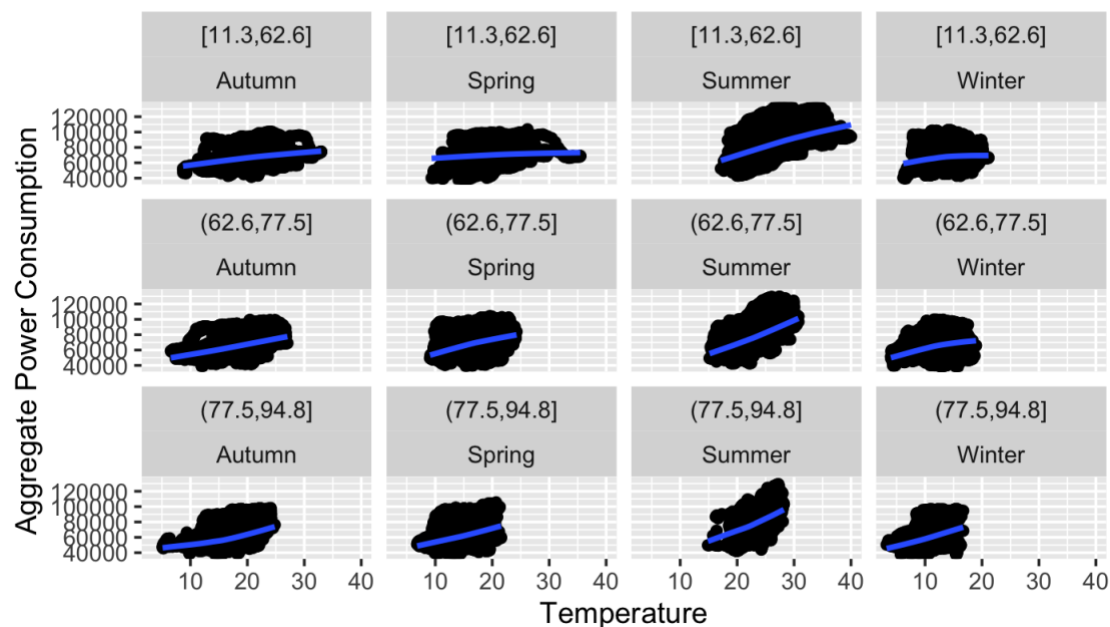 [11.3,62.6] [11.3,62.6] [11.3,62.6] [11.3,62.6]
Autumn Spring Summer Winter
120000
100000
80000
60000
40000
(62.6,77.5] (62.6,77.5] (62.6,77.5] (62.6,77.5]
Autumn Spring Summer Winter
120000
100000
80000
60000
40000
(77.5,94.8] (77.5,94.8] (77.5,94.8] (77.5,94.8]
Autumn Spring Summer Winter
120000
100000
80000
60000
40000
10 20 30 40 10 20 30 40 10 20 30 40 10 20 30 40
Temperature
Aggregate Power Consumption